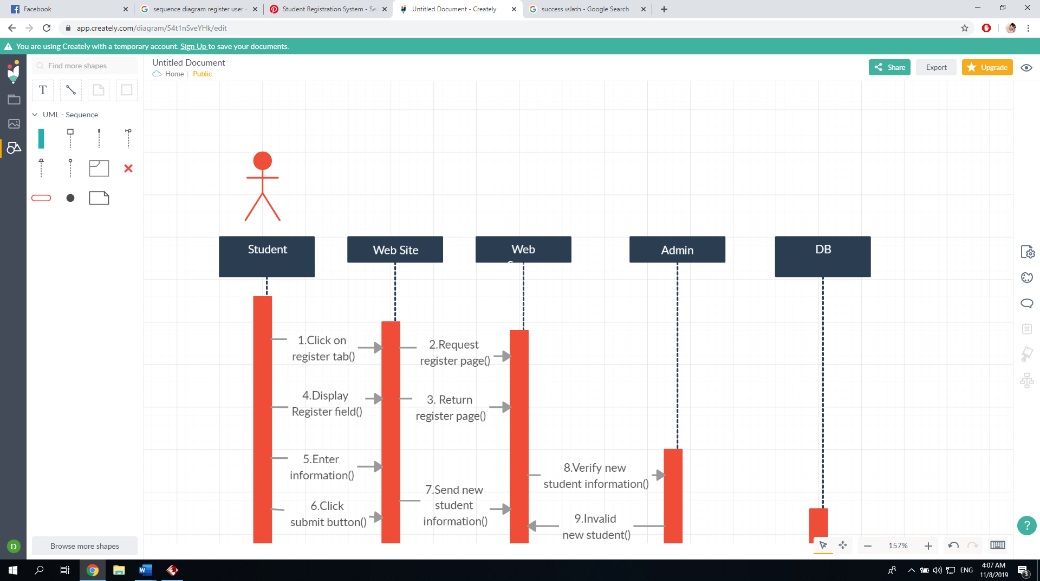 Facebook
sequence diagram register user
Student Registration System - Se
Untitled Document - Creately
success يعني - Google Search
app.creately.com/diagram/54t1nSveYHk/edit
You are using Creately with a temporary account. Sign Up to save your documents.
Find more shapes
Untitled Document
Home
Public
Share
Export
Upgrade
T
UML - Sequence
Student
Web Site
Web
Admin
DB
1.Click on
register tab()
2.Request
register page()
4.Display
Register field()
3. Return
register page()
5.Enter
information()
8.Verify new
student information()
7.Send new
student
information()
6.Click
submit button()
9.Invalid
new student()
D
Browse more shapes
157%
?
ENG
4:07 AM
11/8/2019